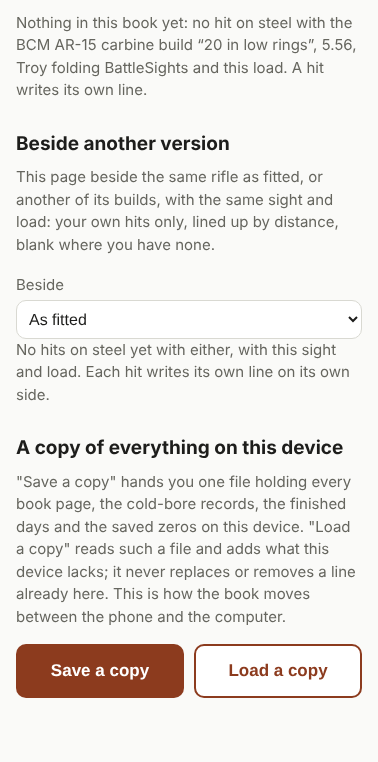 Nothing in this book yet: no hit on steel with the
BCM AR-15 carbine build “20 in low rings”, 5.56,
Troy folding BattleSights and this load. A hit
writes its own line.
Beside another version
This page beside the same rifle as fitted, or
another of its builds, with the same sight and
load: your own hits only, lined up by distance,
blank where you have none.
Beside
As fitted
No hits on steel yet with either, with this sight
and load. Each hit writes its own line on its own
side.
A copy of everything on this device
"Save a copy" hands you one file holding every
book page, the cold-bore records, the finished
days and the saved zeros on this device. "Load
a copy" reads such a file and adds what this
device lacks; it never replaces or removes a line
already here. This is how the book moves
between the phone and the computer.
Save a copy
Load a copy